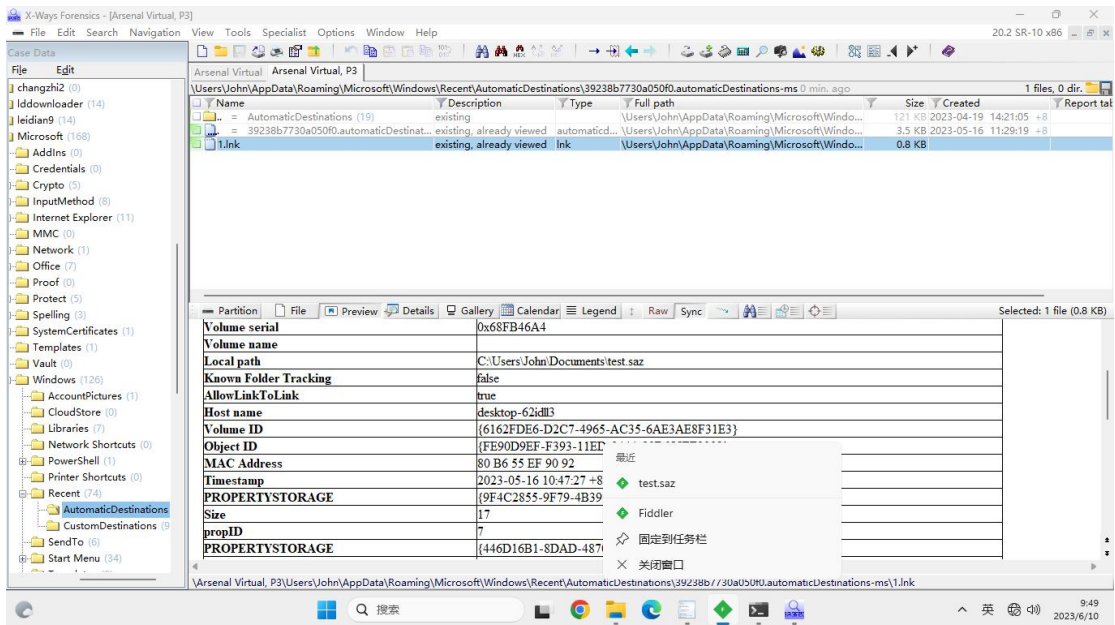 X-Ways Forensics - [Arsenal Virtual, P3]
File Edit Search Navigation View Tools Specialist Options Window Help
20.2 SR-10 x86
Case Data
File Edit
changzhi2 (0)
lddownloader (14)
leidian9 (14)
Microsoft (168)
AddIns (0)
Credentials (0)
Crypto (5)
InputMethod (8)
Internet Explorer (11)
MMC (0)
Network (1)
Office (7)
Proof (0)
Protect (5)
Spelling (3)
SystemCertificates (1)
Templates (1)
Vault (0)
Windows (126)
AccountPictures (1)
CloudStore (0)
Libraries (7)
Network Shortcuts (0)
PowerShell (1)
Printer Shortcuts (0)
Recent (74)
AutomaticDestinations
CustomDestinations (9
SendTo (6)
Start Menu (34)
Arsenal Virtual
Arsenal Virtual, P3
\Users\John\AppData\Roaming\Microsoft\Windows\Recent\AutomaticDestinations\39238b7730a050f0.automaticDestinations-ms 0 min. ago
1 files, 0 dir.
Name Description Type Full path Size Created Report tab
.. = AutomaticDestinations (19) existing \Users\John\AppData\Roaming\Microsoft\Windo... 121 KB 2023-04-19 14:21:05 +8
. = 39238b7730a050f0.automaticDestinat... existing, already viewed automaticd... \Users\John\AppData\Roaming\Microsoft\Windo... 3.5 KB 2023-05-16 11:29:19 +8
1.lnk existing, already viewed lnk \Users\John\AppData\Roaming\Microsoft\Windo... 0.8 KB
Partition File Preview Details Gallery Calendar Legend Raw Sync
Selected: 1 file (0.8 KB)
Volume serial 0x68FB46A4
Volume name
Local path C:\Users\John\Documents\test.saz
Known Folder Tracking false
AllowLinkToLink true
Host name desktop-62idll3
Volume ID {6162FDE6-D2C7-4965-AC35-6AE3AE8F31E3}
Object ID {FE90D9EF-F393-11ED-
MAC Address 80 B6 55 EF 90 92
Timestamp 2023-05-16 10:47:27 +8
PROPERTYSTORAGE {9F4C2855-9F79-4B39
Size 17
propID 7
PROPERTYSTORAGE {446D16B1-8DAD-487
最近
test.saz
Fiddler
固定到任务栏
关闭窗口
\Arsenal Virtual, P3\Users\John\AppData\Roaming\Microsoft\Windows\Recent\AutomaticDestinations\39238b7730a050f0.automaticDestinations-ms\1.lnk
搜索
英
9:49
2023/6/10